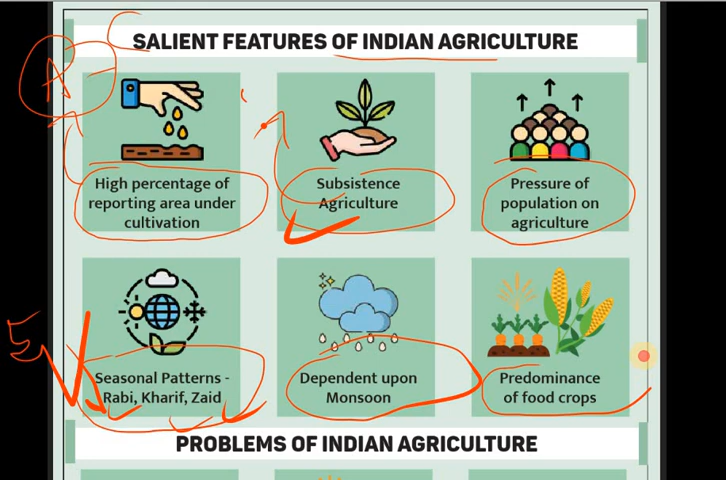 SALIENT FEATURES OF INDIAN AGRICULTURE
High percentage of
reporting area under
cultivation
Subsistence
Agriculture
Pressure of
population on
agriculture
Seasonal Patterns -
Rabi, Kharif, Zaid
Dependent upon
Monsoon
Predominance
of food crops
PROBLEMS OF INDIAN AGRICULTURE